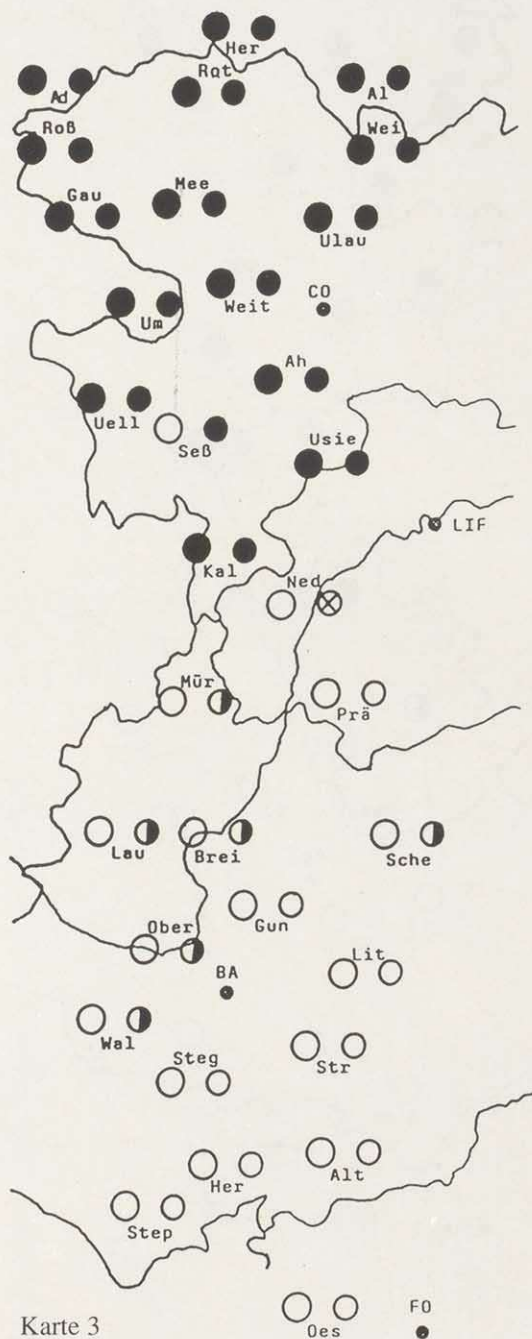 Her
Rot
Ad
Al
Roß
Wei
Mee
Gau
Ulau
Weit
CO
Um
Ah
Uell
Seß
Usie
LIF
Kal
Ned
Mür
Prä
Lau
Brei
Sche
Gun
Ober
Lit
BA
Wal
Str
Steg
Alt
Her
Step
Oes
FO
Karte 3